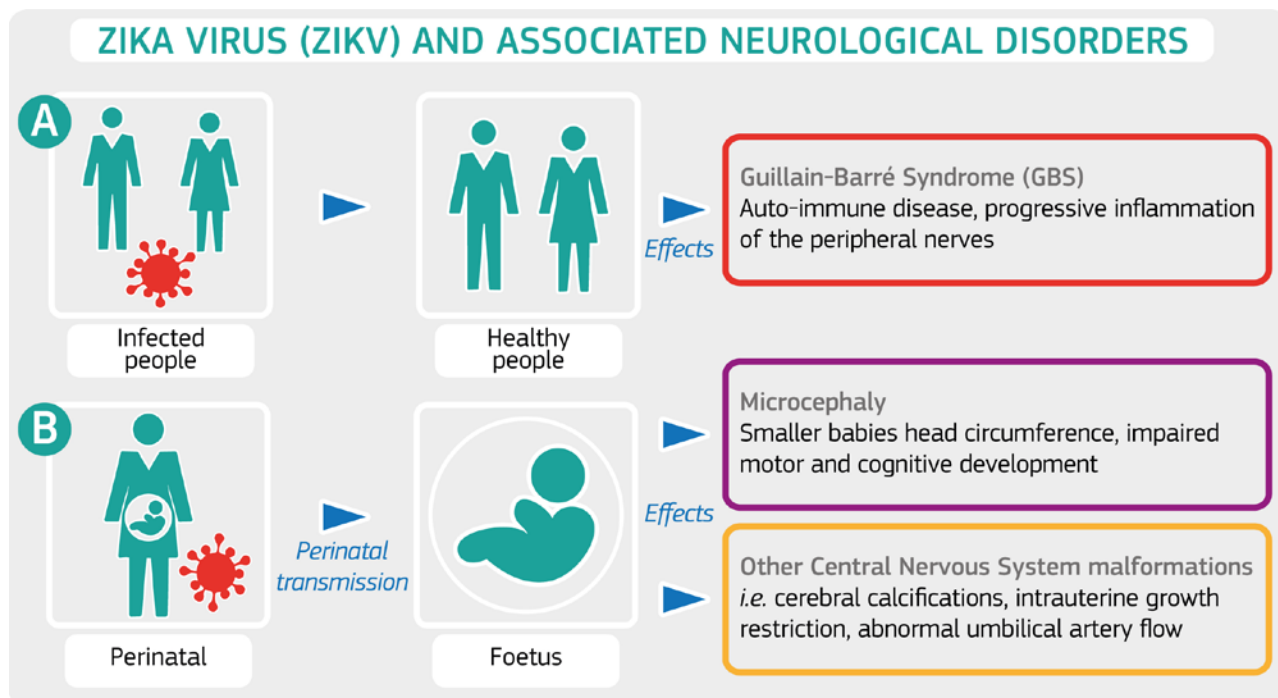 ZIKA VIRUS (ZIKV) AND ASSOCIATED NEUROLOGICAL DISORDERS
A
Infected
people
Healthy
people
Effects
Guillain-Barré Syndrome (GBS)
Auto-immune disease, progressive inflammation
of the peripheral nerves
B
Perinatal
Perinatal
transmission
Foetus
Effects
Microcephaly
Smaller babies head circumference, impaired
motor and cognitive development
Other Central Nervous System malformations
i.e. cerebral calcifications, intrauterine growth
restriction, abnormal umbilical artery flow